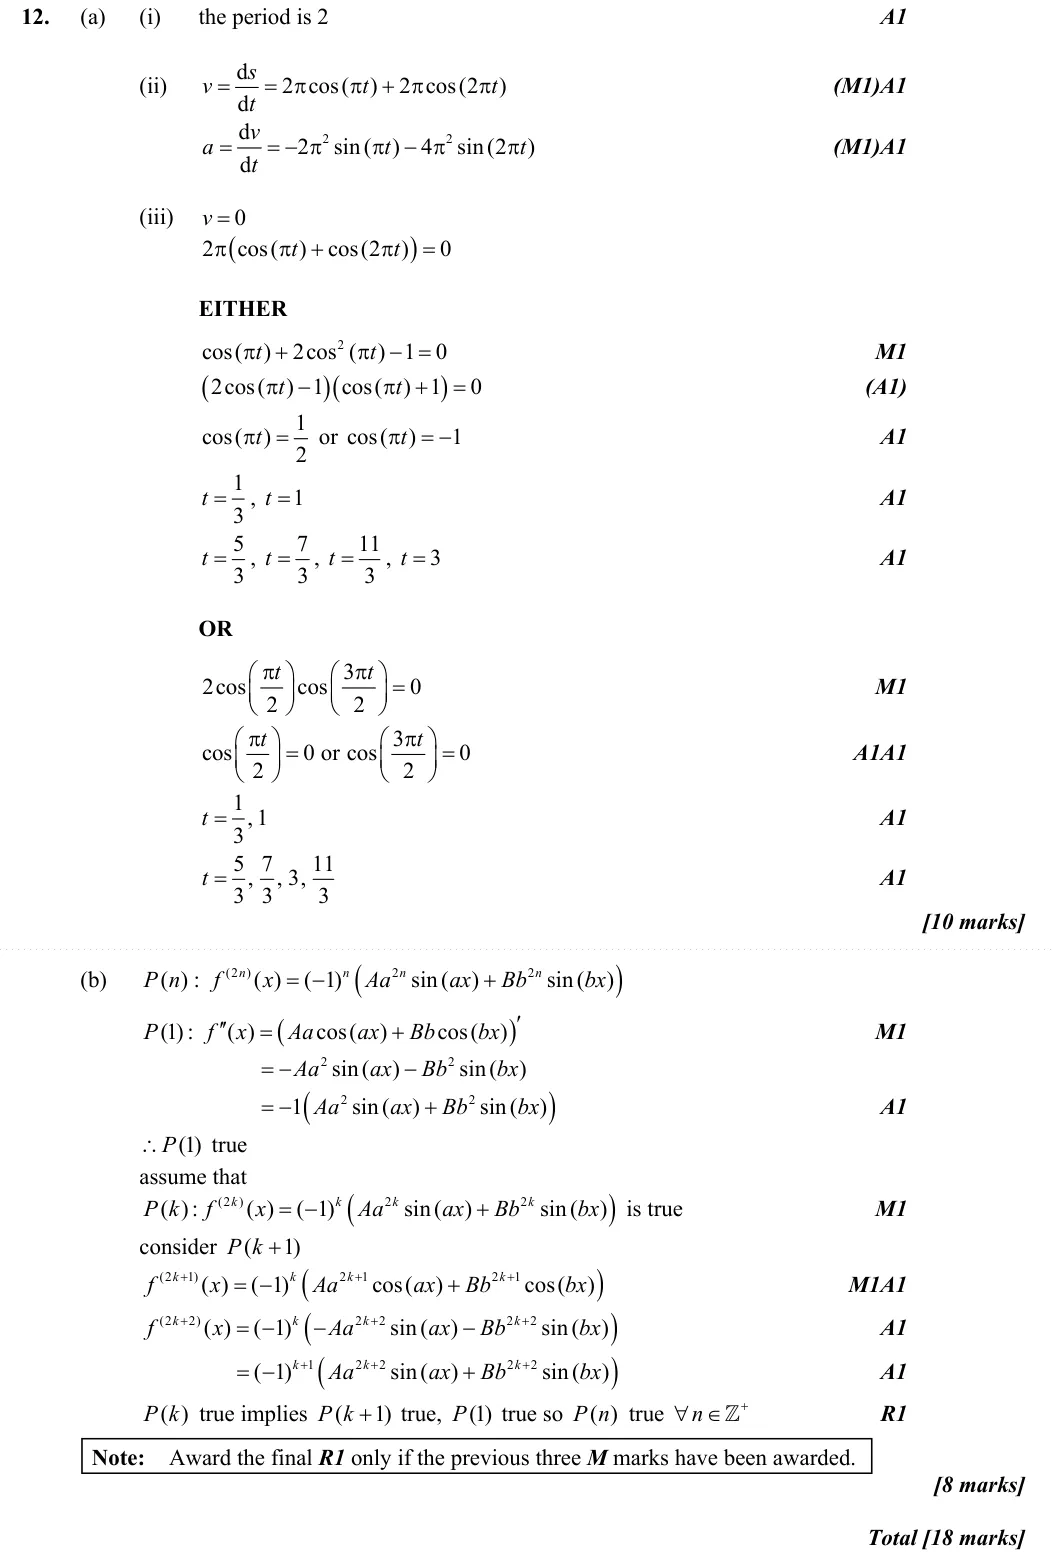 12. (a) (i) the period is 2 A1
(ii) v = ds/dt = 2π cos(πt) + 2π cos(2πt) (M1)A1
a = dv/dt = −2π² sin(πt) − 4π² sin(2πt) (M1)A1
(iii) v = 0
2π(cos(πt) + cos(2πt)) = 0
EITHER
cos(πt) + 2cos²(πt) − 1 = 0 M1
(2cos(πt) − 1)(cos(πt) + 1) = 0 (A1)
cos(πt) = 1/2 or cos(πt) = −1 A1
t = 1/3, t = 1 A1
t = 5/3, t = 7/3, t = 11/3, t = 3 A1
OR
2cos(πt/2)cos(3πt/2) = 0 M1
cos(πt/2) = 0 or cos(3πt/2) = 0 A1A1
t = 1/3, 1 A1
t = 5/3, 7/3, 3, 11/3 A1
[10 marks]
(b) P(n): f^(2n)(x) = (−1)^n (Aa^2n sin(ax) + Bb^2n sin(bx))
P(1): f″(x) = (Aa cos(ax) + Bb cos(bx))′ M1
= −Aa² sin(ax) − Bb² sin(bx)
= −1(Aa² sin(ax) + Bb² sin(bx)) A1
∴ P(1) true
assume that
P(k): f^(2k)(x) = (−1)^k (Aa^2k sin(ax) + Bb^2k sin(bx)) is true M1
consider P(k + 1)
f^(2k+1)(x) = (−1)^k (Aa^2k+1 cos(ax) + Bb^2k+1 cos(bx)) M1A1
f^(2k+2)(x) = (−1)^k (−Aa^2k+2 sin(ax) − Bb^2k+2 sin(bx)) A1
= (−1)^k+1 (Aa^2k+2 sin(ax) + Bb^2k+2 sin(bx)) A1
P(k) true implies P(k + 1) true, P(1) true so P(n) true ∀n ∈ ℤ⁺ R1
Note: Award the final R1 only if the previous three M marks have been awarded.
[8 marks]
Total [18 marks]